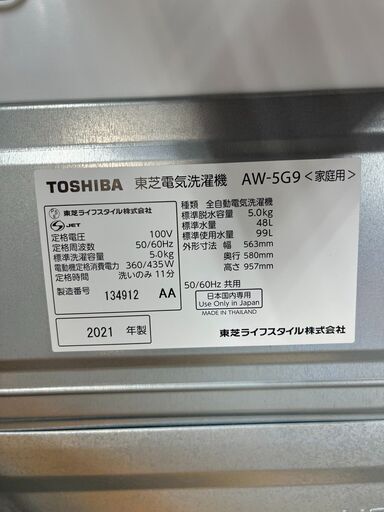 TOSHIBA 東芝電気洗濯機 AW-5G9<家庭用>
東芝ライフスタイル株式会社
S JET
定格電圧 100V
定格周波数 50/60Hz
標準洗濯容量 5.0kg
電動機定格消費電力 360/435W
定格時間 洗いのみ 11分
製造番号 134912 AA
2021 年製
種類 全自動電気洗濯機
標準脱水容量 5.0kg
標準水量 48L
標準使用水量 99L
外形寸法 幅 563mm
奥行 580mm
高さ 957mm
50/60Hz 共用
日本国内専用
Use Only in Japan
MADE IN THAILAND
東芝ライフスタイル株式会社